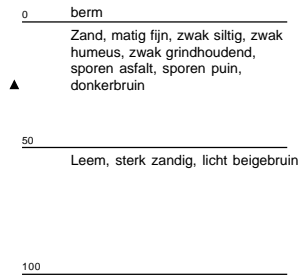 0 berm
Zand, matig fijn, zwak siltig, zwak
humeus, zwak grindhoudend,
sporen asfalt, sporen puin,
donkerbruin
50
Leem, sterk zandig, licht beigebruin
100